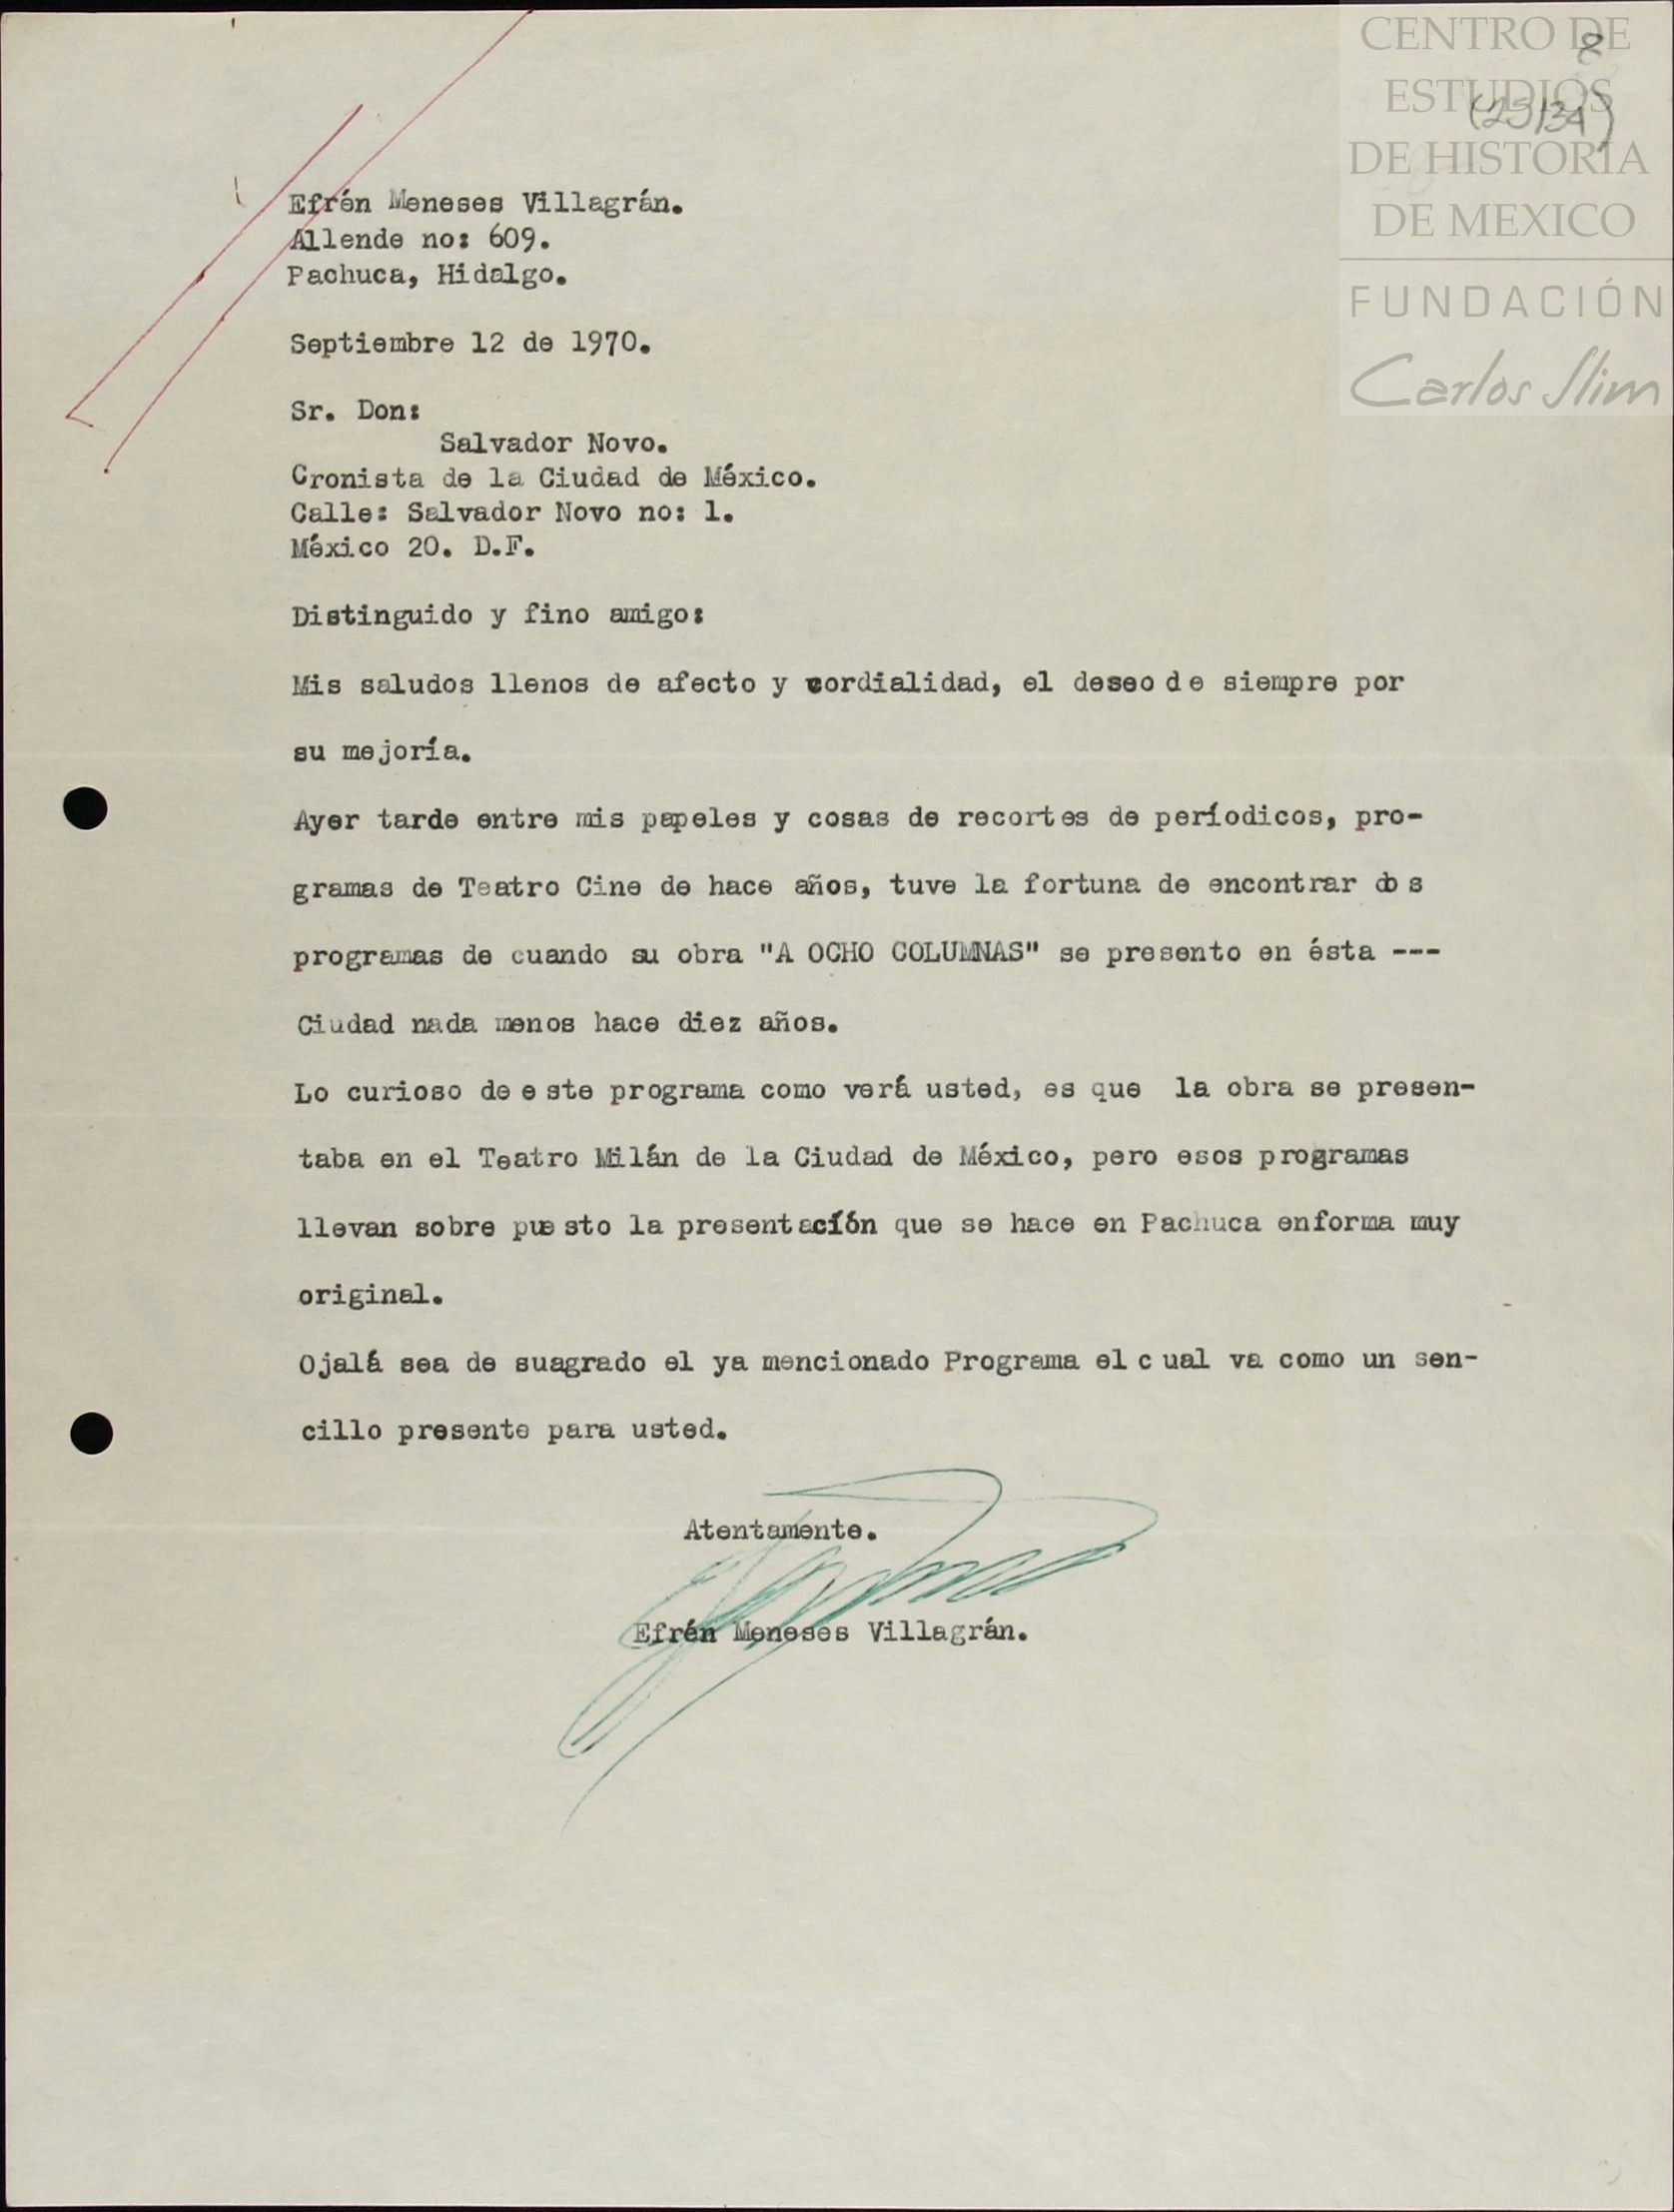 CENTRO DE
ESTUDIOS
DE HISTORIA
DE MEXICO
FUNDACIÓN
Carlos Slim
8
Efrén Meneses Villagrán.
Allende no: 609.
Pachuca, Hidalgo.
Septiembre 12 de 1970.
Sr. Don:
Salvador Novo.
Cronista de la Ciudad de México.
Calle: Salvador Novo no: 1.
México 20. D.F.
Distinguido y fino amigo:
Mis saludos llenos de afecto y cordialidad, el deseo de siempre por
su mejoría.
Ayer tarde entre mis papeles y cosas de recortes de períodicos, pro-
gramas de Teatro Cine de hace años, tuve la fortuna de encontrar dos
programas de cuando su obra "A OCHO COLUMNAS" se presento en ésta ---
Ciudad nada menos hace diez años.
Lo curioso de este programa como verá usted, es que la obra se presen-
taba en el Teatro Milán de la Ciudad de México, pero esos programas
llevan sobre puesto la presentacíón que se hace en Pachuca enforma muy
original.
Ojalá sea de suagrado el ya mencionado Programa el cual va como un sen-
cillo presente para usted.
Atentamente.
Efrén Meneses Villagrán.